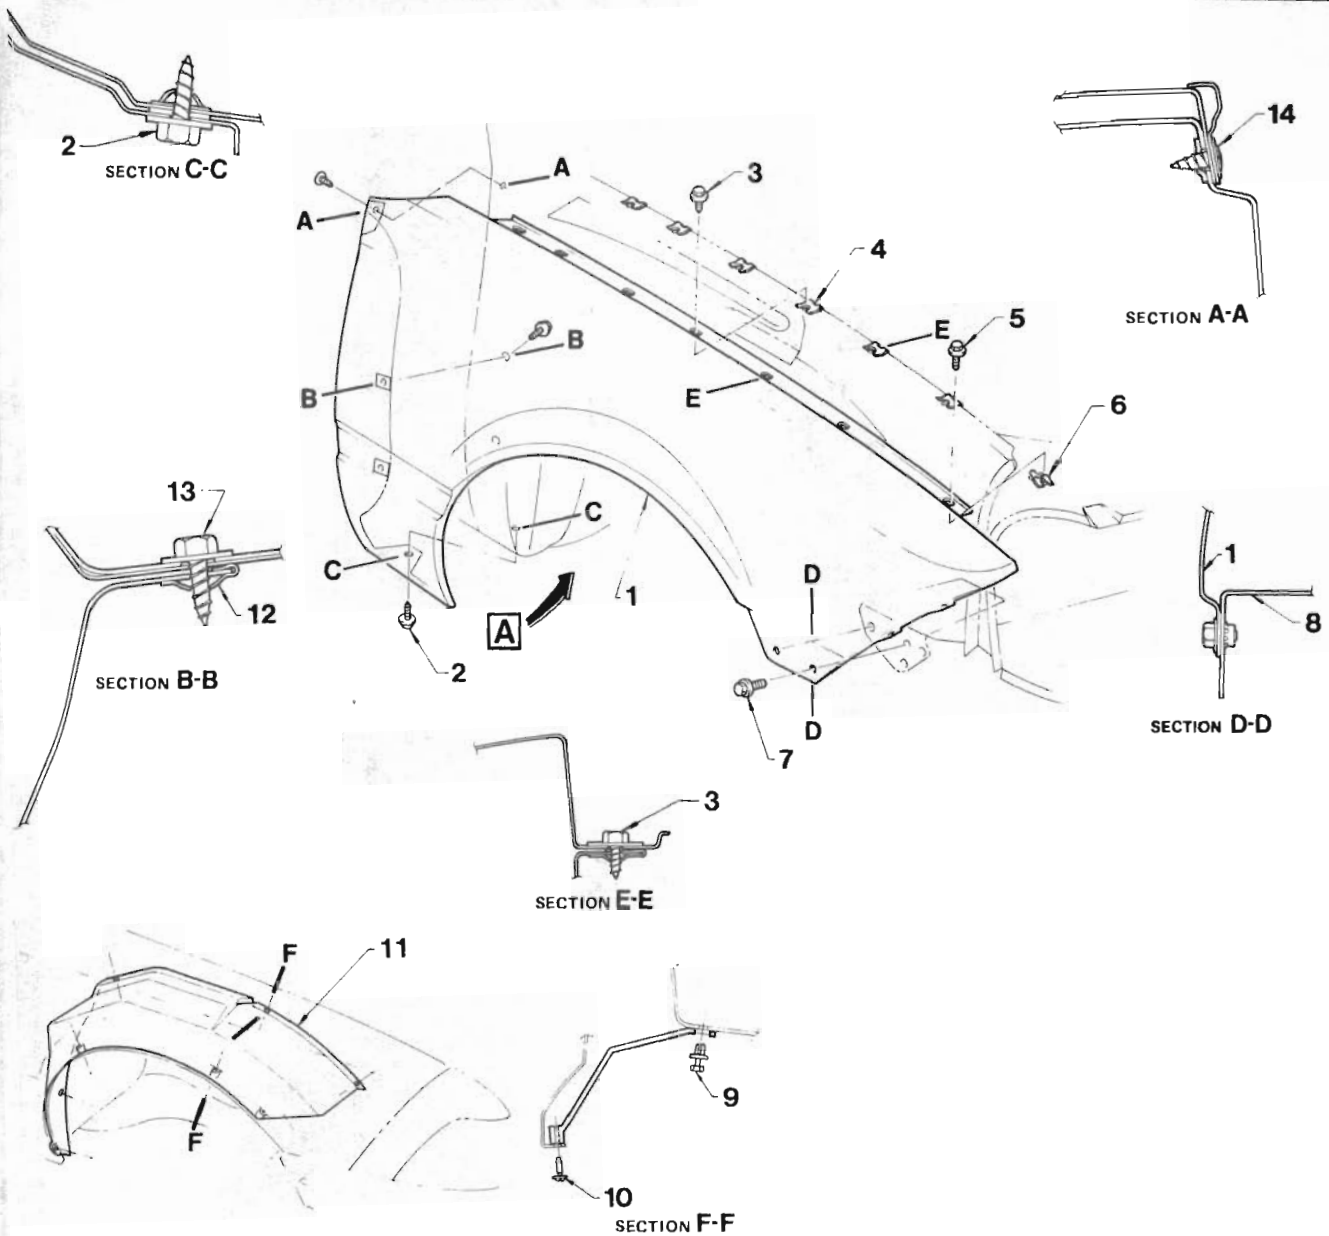 2
SECTION C-C
14
SECTION A-A
A
A
3
4
E
5
B
B
E
6
13
12
SECTION B-B
C
C
A
1
D
D
2
7
1
8
SECTION D-D
3
SECTION E-E
F
11
F
9
10
SECTION F-F